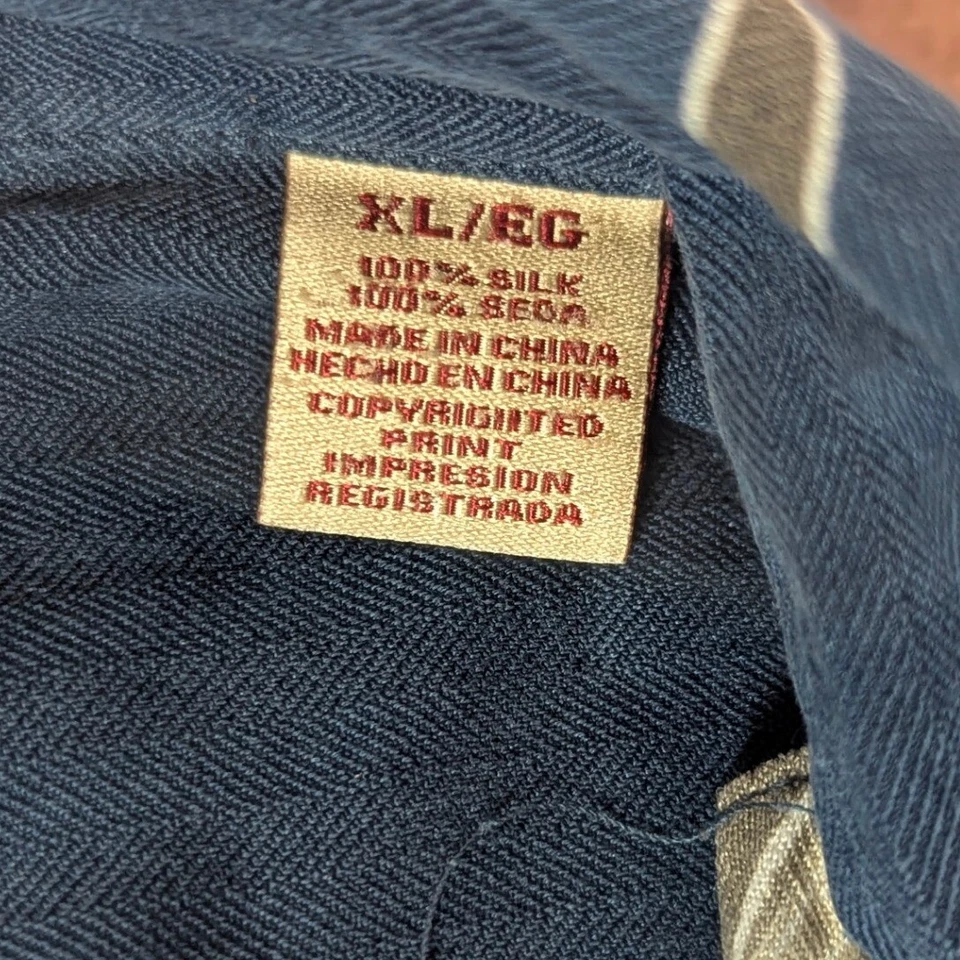 XL/EG
100% SILK
100% SEDA
MADE IN CHINA
HECHO EN CHINA
COPYRIGHTED
PRINT
IMPRESION
REGISTRADA